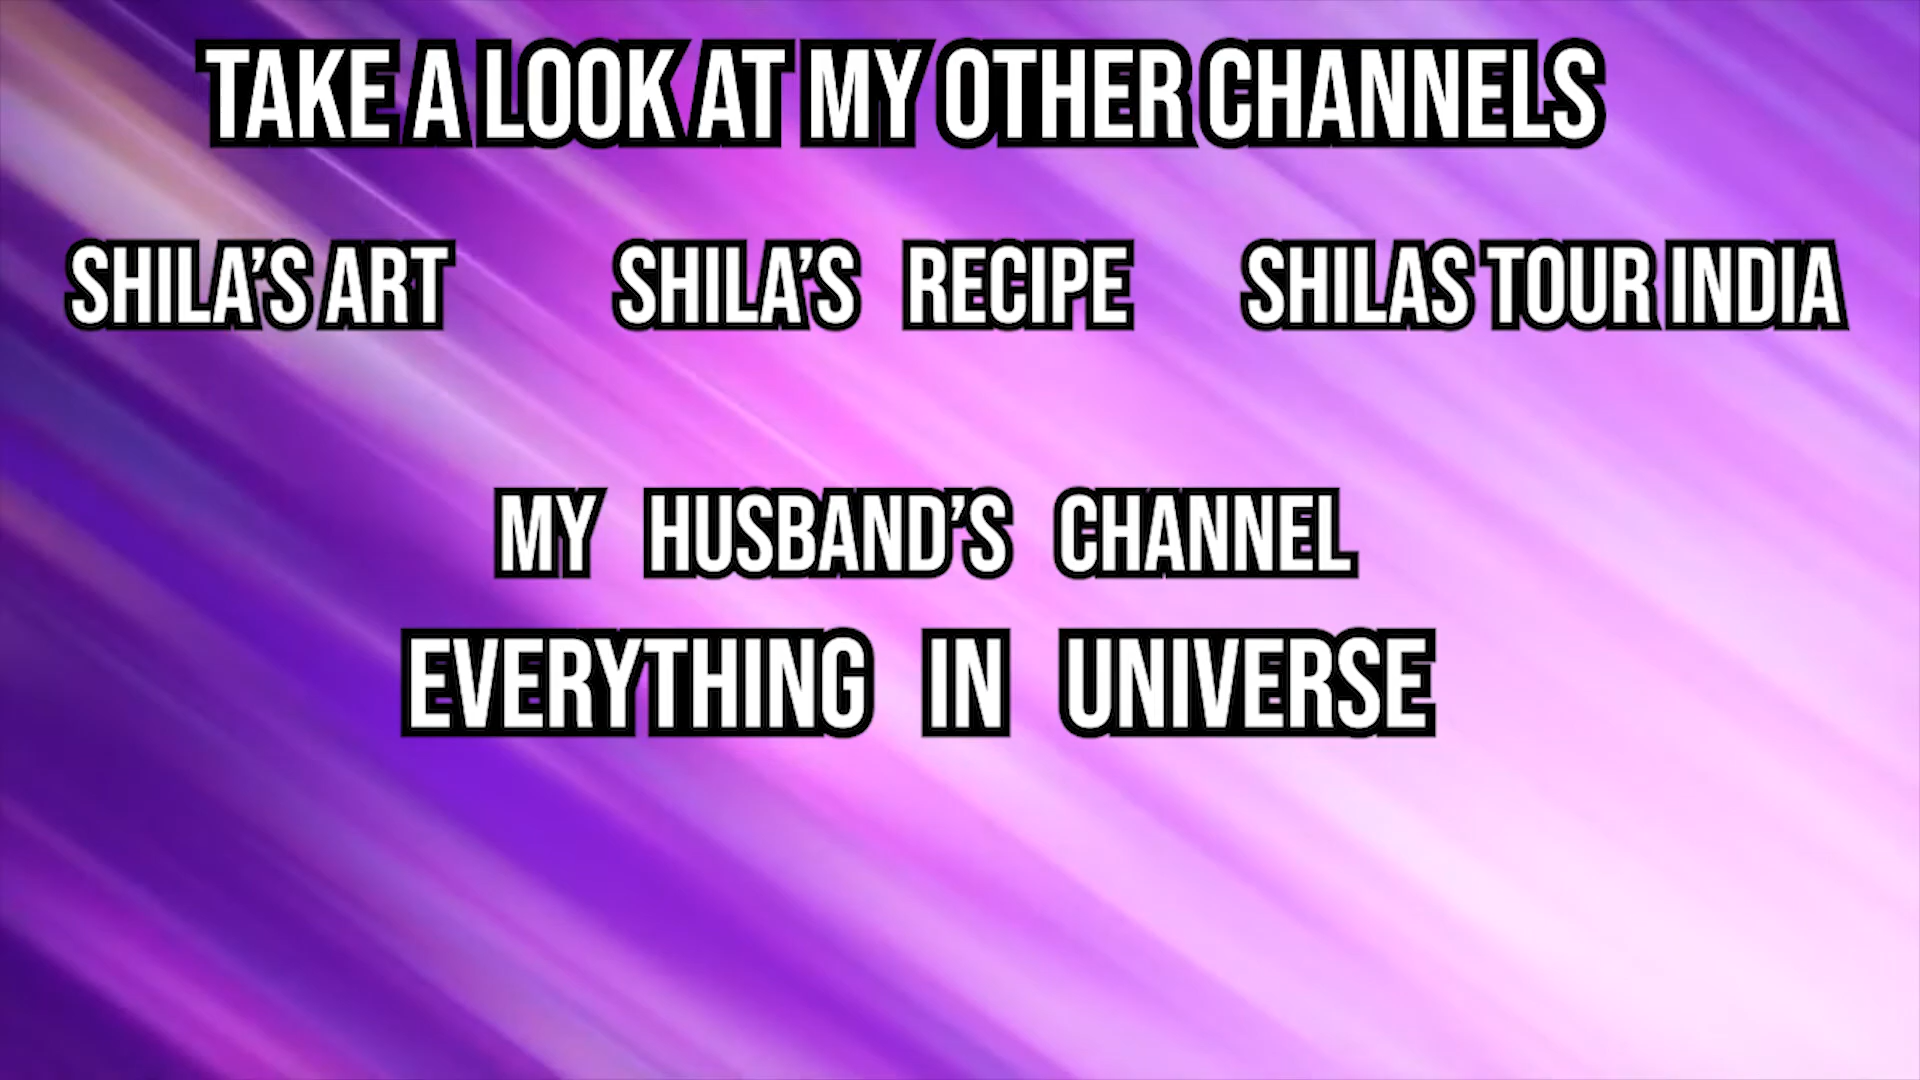 TAKE A LOOK AT MY OTHER CHANNELS
SHILA’S ART SHILA’S RECIPE SHILAS TOUR INDIA
MY HUSBAND’S CHANNEL
EVERYTHING IN UNIVERSE